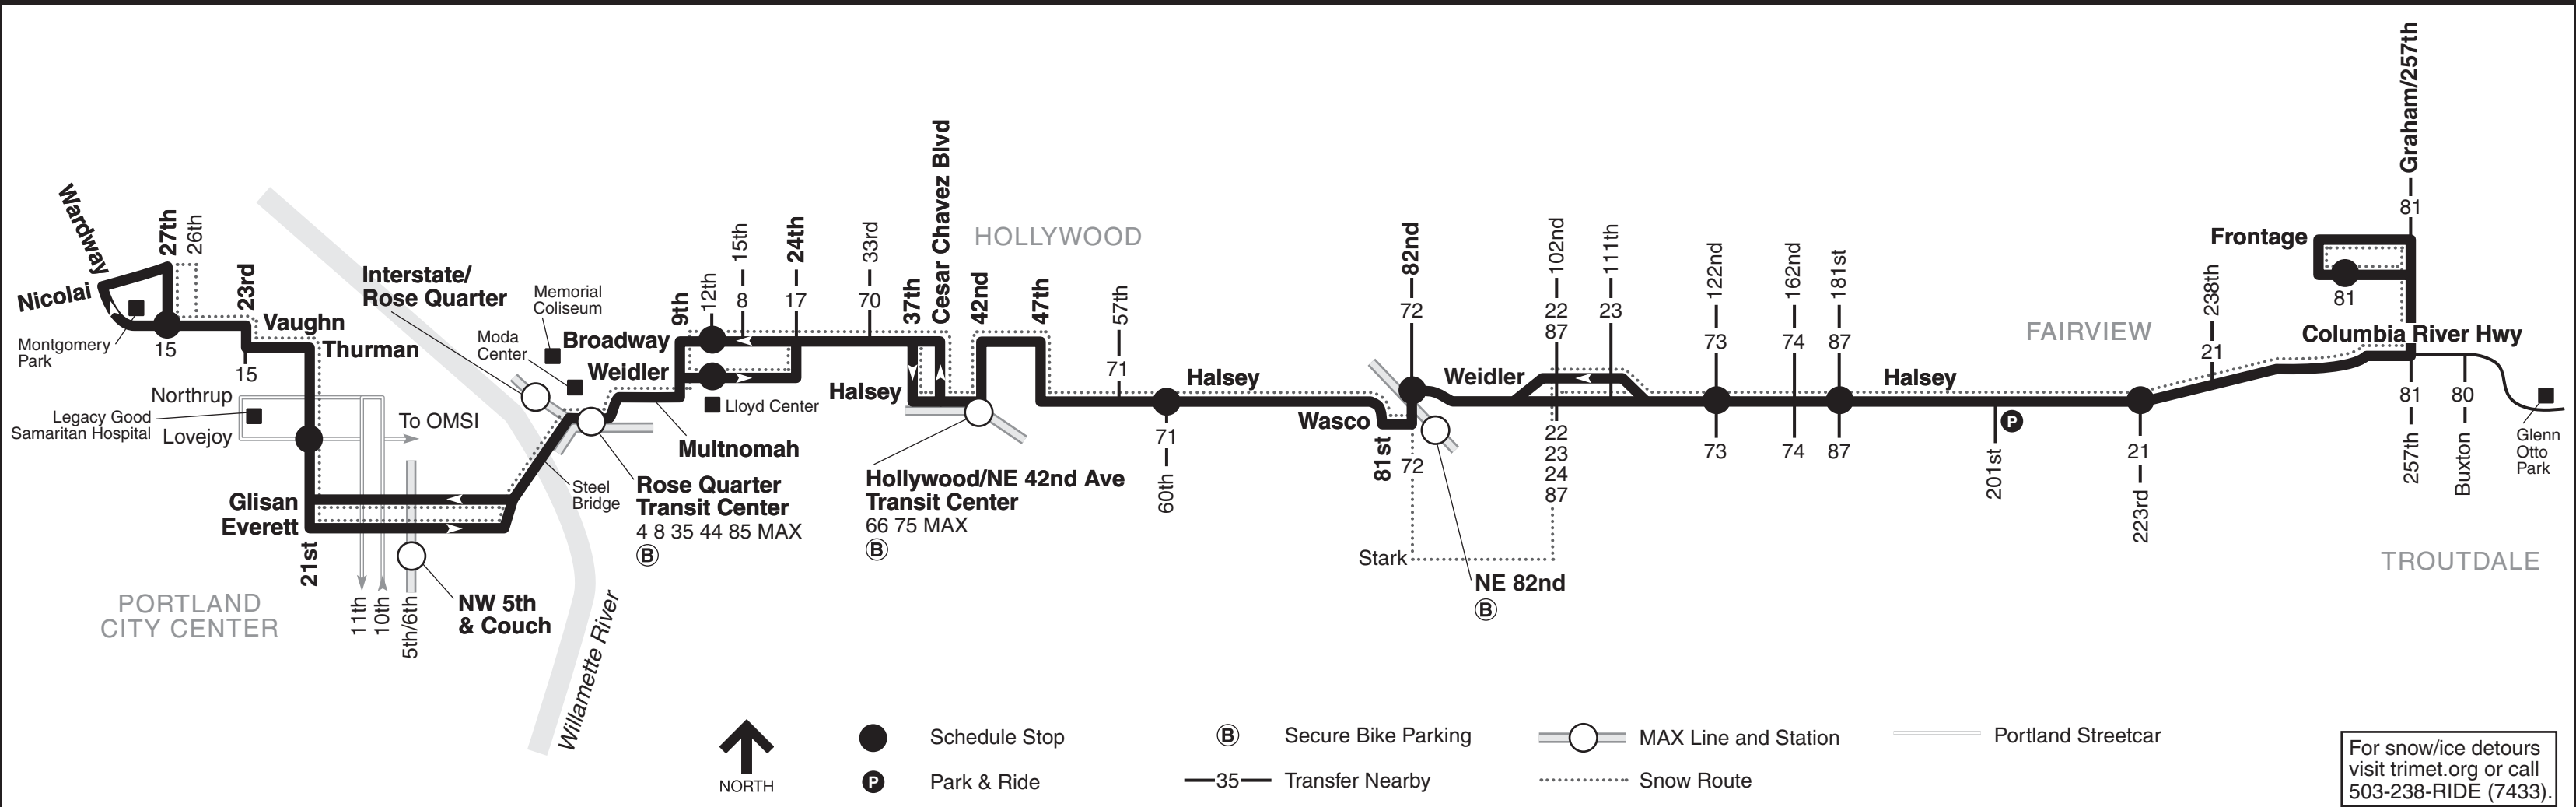 Wardway
Nicolai
Montgomery
Park
27th
26th
15
23rd
15
Vaughn
Thurman
Northrup
Legacy Good
Samaritan Hospital
Lovejoy
To OMSI
Glisan
Everett
21st
PORTLAND
CITY CENTER
11th
10th
5th/6th
NW 5th
& Couch
Willamette River
Steel
Bridge
Interstate/
Rose Quarter
Memorial
Coliseum
Moda
Center
Rose Quarter
Transit Center
4 8 35 44 85 MAX
B
Multnomah
Broadway
Weidler
9th
12th
15th
8
24th
17
Lloyd Center
33rd
70
37th
Cesar Chavez Blvd
Halsey
HOLLYWOOD
42nd
47th
Hollywood/NE 42nd Ave
Transit Center
66 75 MAX
B
57th
71
71
60th
Halsey
Wasco
81st
82nd
72
72
Stark
NE 82nd
B
Weidler
102nd
22
87
22
23
24
87
111th
23
122nd
73
73
162nd
74
74
181st
87
87
Halsey
201st
P
FAIRVIEW
21
223rd
238th
21
Frontage
81
Graham/257th
81
Columbia River Hwy
81
257th
80
Buxton
Glenn
Otto
Park
TROUTDALE
NORTH
Schedule Stop
P Park & Ride
B Secure Bike Parking
35 Transfer Nearby
MAX Line and Station
Snow Route
Portland Streetcar
For snow/ice detours
visit trimet.org or call
503-238-RIDE (7433).